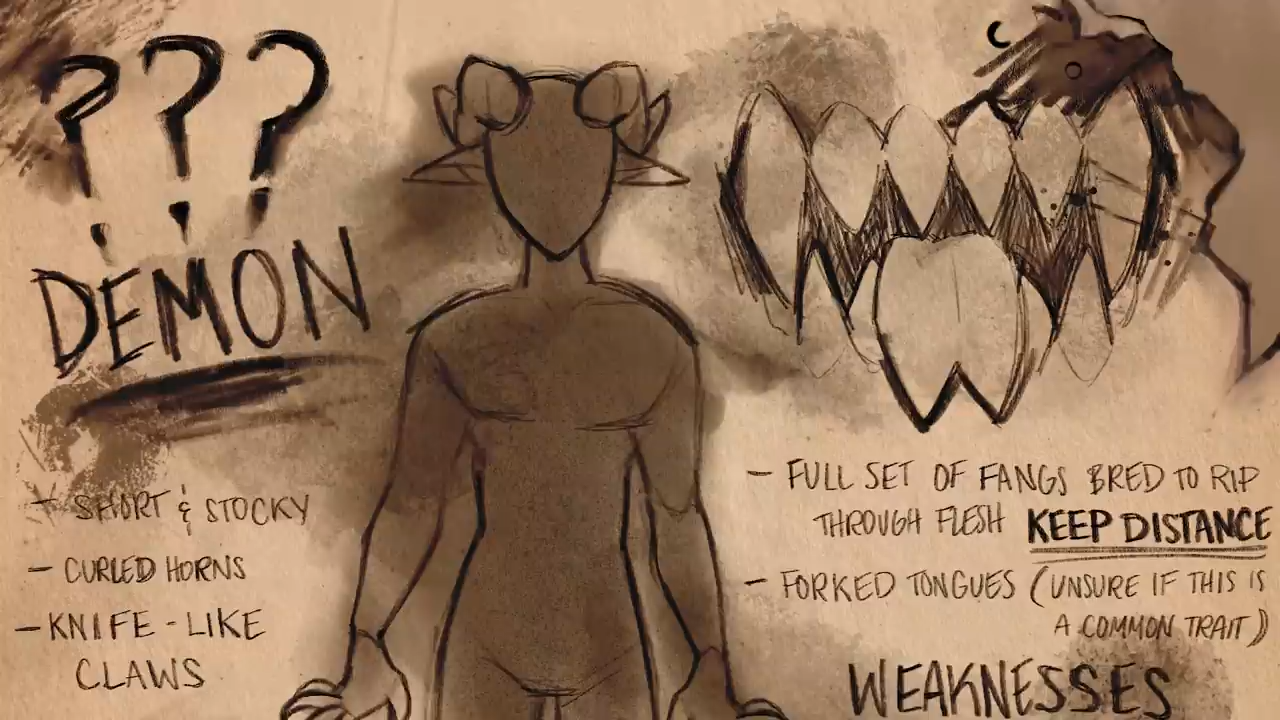 ???
DEMON
- SHORT & STOCKY
- CURLED HORNS
- KNIFE-LIKE
CLAWS
- FULL SET OF FANGS BRED TO RIP
THROUGH FLESH KEEP DISTANCE
- FORKED TONGUES (UNSURE IF THIS IS
A COMMON TRAIT)
WEAKNESSES